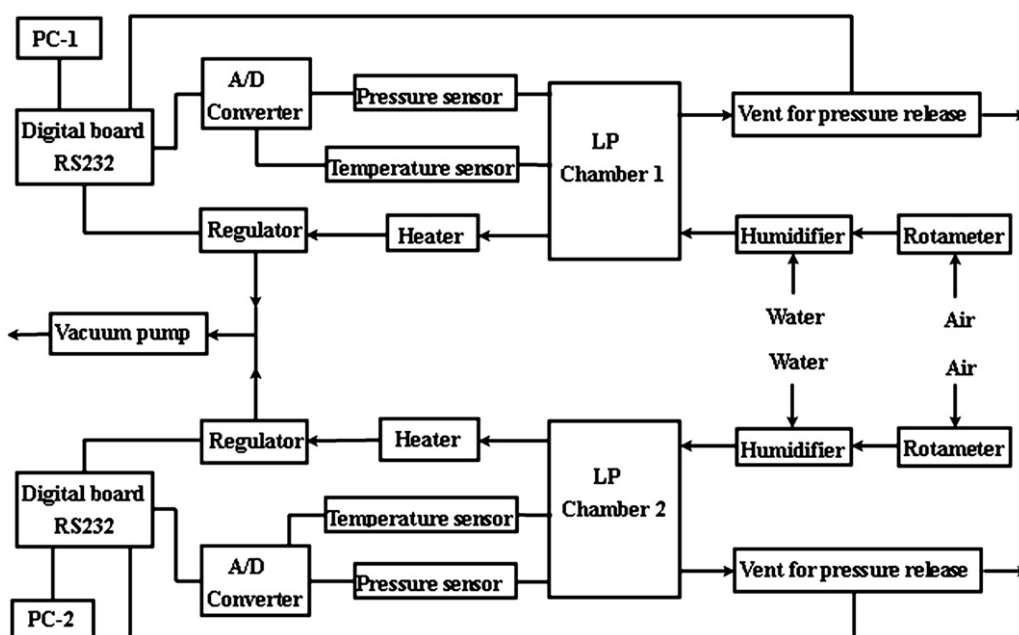 PC-1
A/D
Converter
Pressure sensor
Vent for pressure release
Digital board
RS232
LP
Chamber 1
Temperature sensor
Regulator
Heater
Humidifier
Rotameter
Vacuum pump
Water
Air
Water
Air
Regulator
Heater
Humidifier
Rotameter
Digital board
RS232
LP
Chamber 2
Temperature sensor
A/D
Converter
Pressure sensor
Vent for pressure release
PC-2